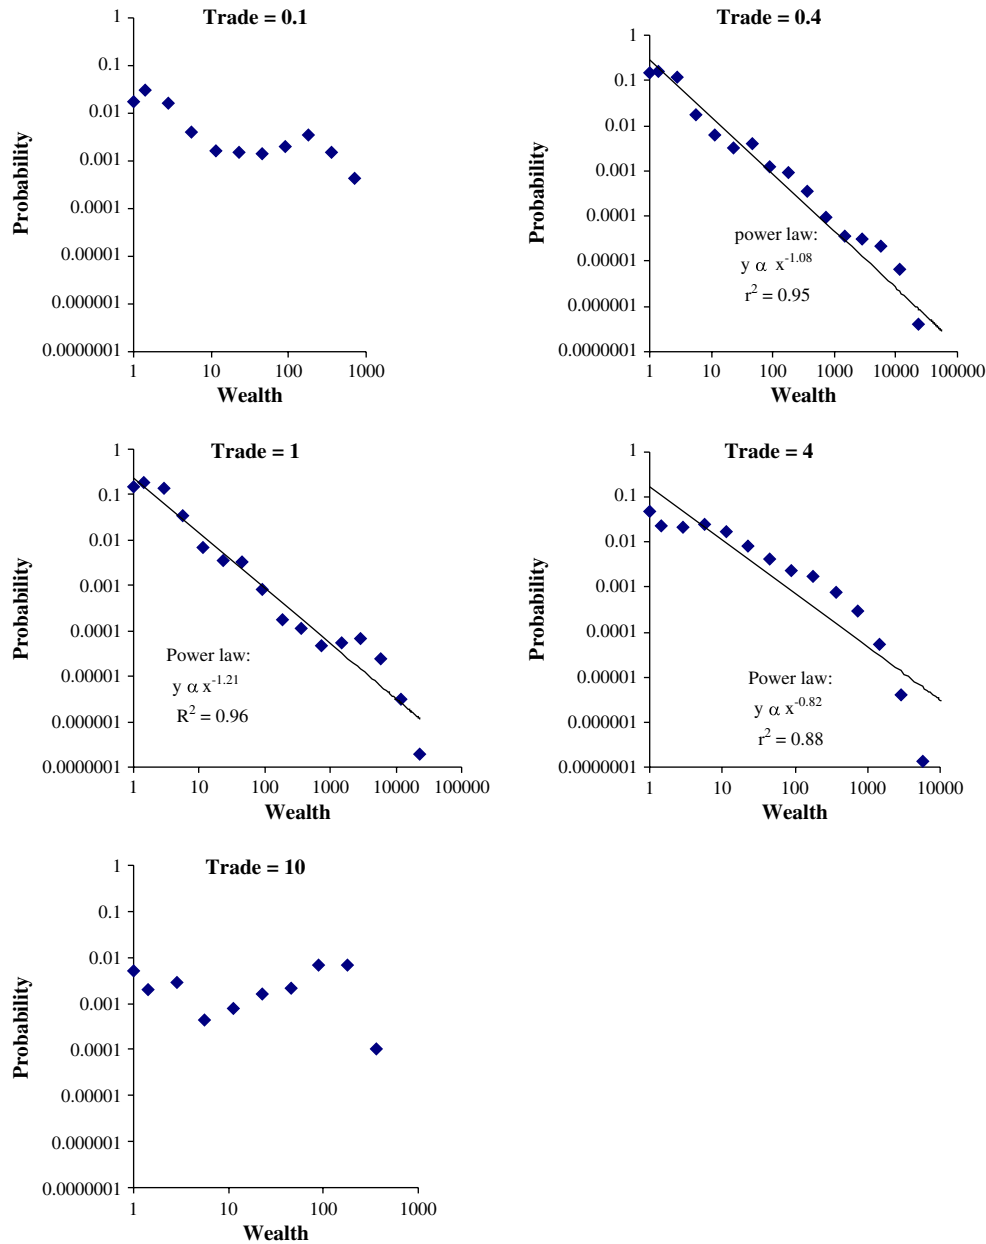 Trade = 0.1
1
0.1
0.01
0.001
0.0001
0.00001
0.000001
0.0000001
Probability
1 10 100 1000
Wealth
Trade = 0.4
1
0.1
0.01
0.001
0.0001
0.00001
0.000001
0.0000001
Probability
power law:
y α x^-1.08
r^2 = 0.95
1 10 100 1000 10000 100000
Wealth
Trade = 1
1
0.1
0.01
0.001
0.0001
0.00001
0.000001
0.0000001
Probability
Power law:
y α x^-1.21
R^2 = 0.96
1 10 100 1000 10000 100000
Wealth
Trade = 4
1
0.1
0.01
0.001
0.0001
0.00001
0.000001
0.0000001
Probability
Power law:
y α x^-0.82
r^2 = 0.88
1 10 100 1000 10000
Wealth
Trade = 10
1
0.1
0.01
0.001
0.0001
0.00001
0.000001
0.0000001
Probability
1 10 100 1000
Wealth